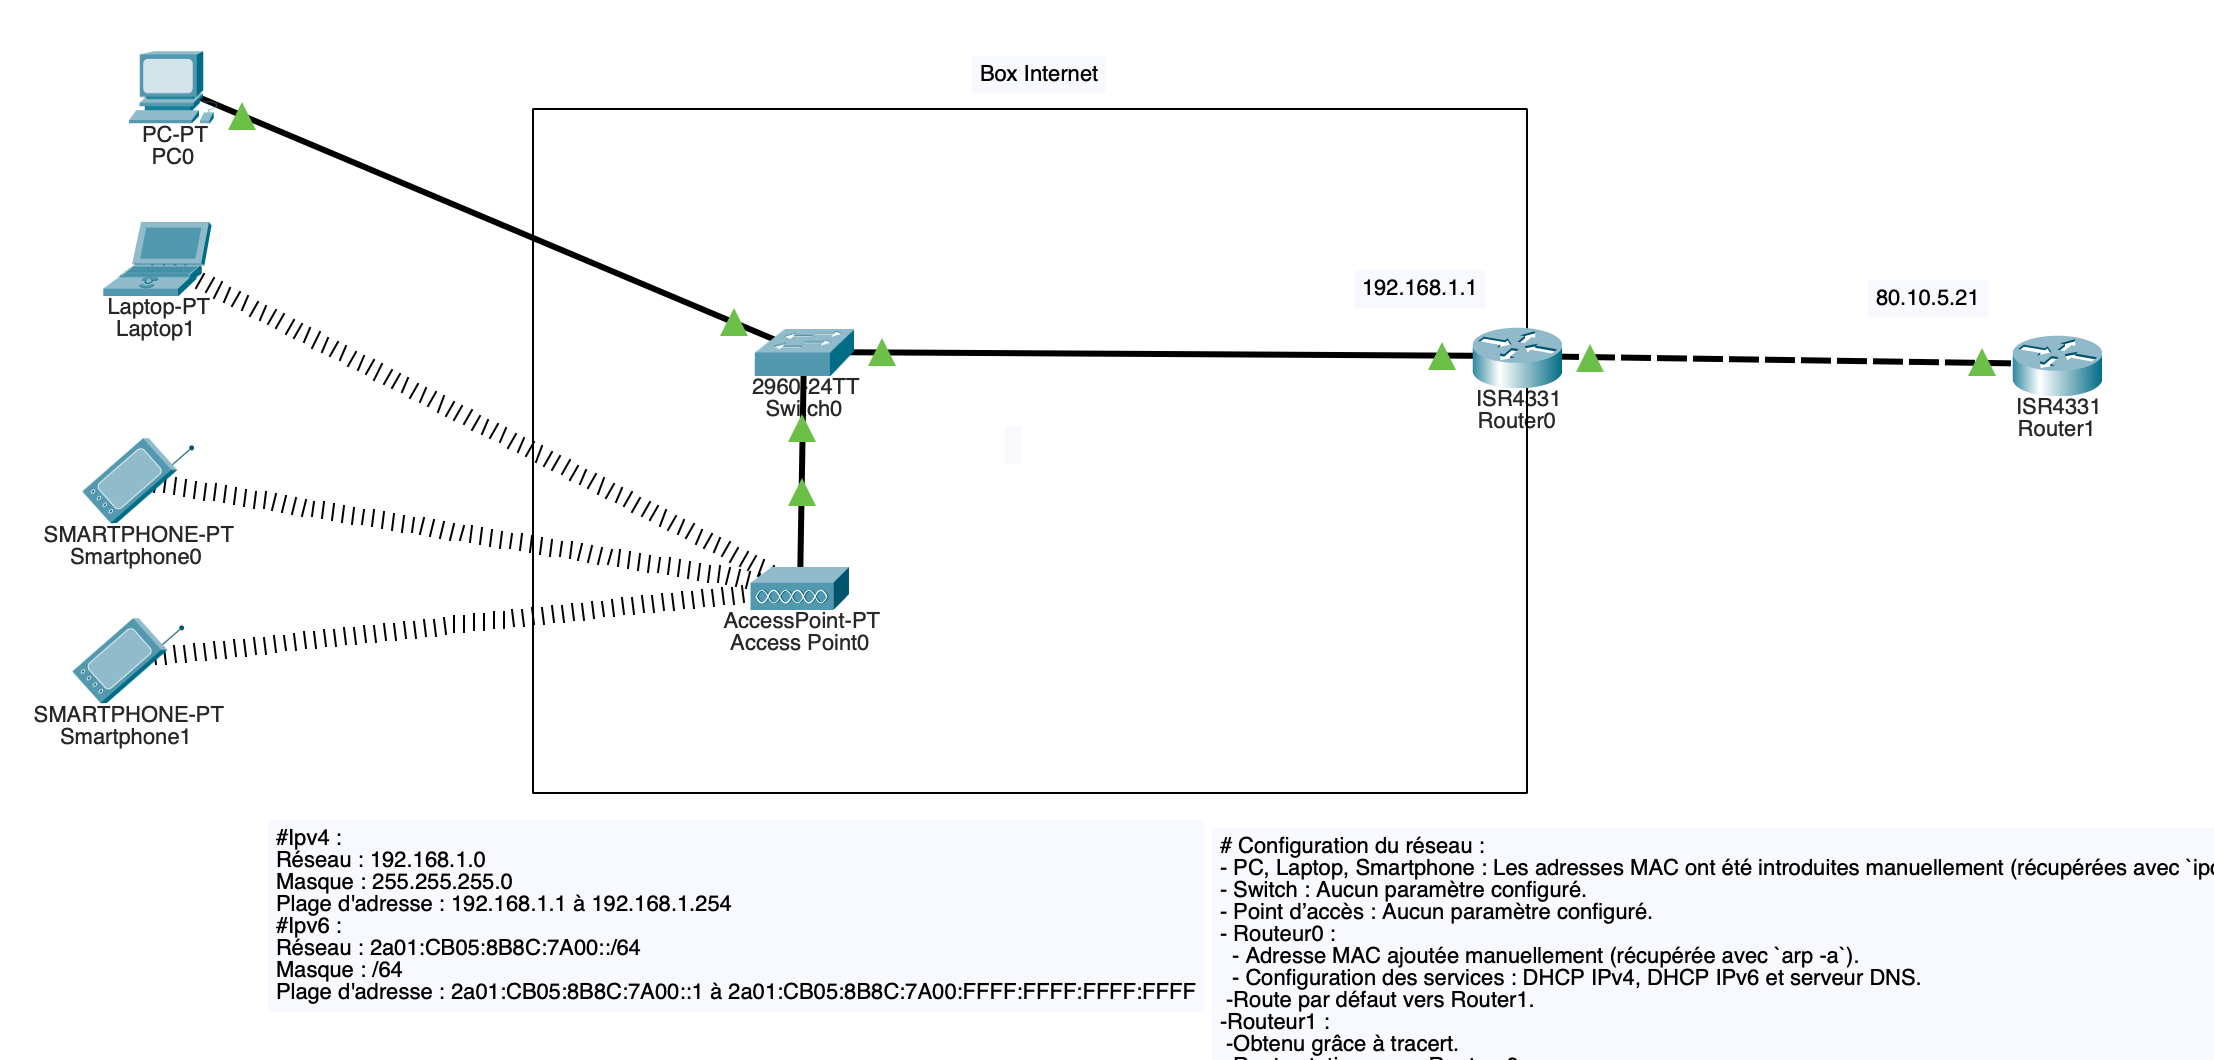 Box Internet
PC-PT
PC0
Laptop-PT
Laptop1
SMARTPHONE-PT
Smartphone0
SMARTPHONE-PT
Smartphone1
2960-24TT
Switch0
AccessPoint-PT
Access Point0
192.168.1.1
ISR4331
Router0
80.10.5.21
ISR4331
Router1
#Ipv4 :
Réseau : 192.168.1.0
Masque : 255.255.255.0
Plage d'adresse : 192.168.1.1 à 192.168.1.254
#Ipv6 :
Réseau : 2a01:CB05:8B8C:7A00::/64
Masque : /64
Plage d'adresse : 2a01:CB05:8B8C:7A00::1 à 2a01:CB05:8B8C:7A00:FFFF:FFFF:FFFF:FFFF
# Configuration du réseau :
- PC, Laptop, Smartphone : Les adresses MAC ont été introduites manuellement (récupérées avec
- Switch : Aucun paramètre configuré.
- Point d’accès : Aucun paramètre configuré.
- Routeur0 :
- Adresse MAC ajoutée manuellement (récupérée avec `arp -a`).
- Configuration des services : DHCP IPv4, DHCP IPv6 et serveur DNS.
-Route par défaut vers Router1.
-Routeur1 :
-Obtenu grâce à tracert.